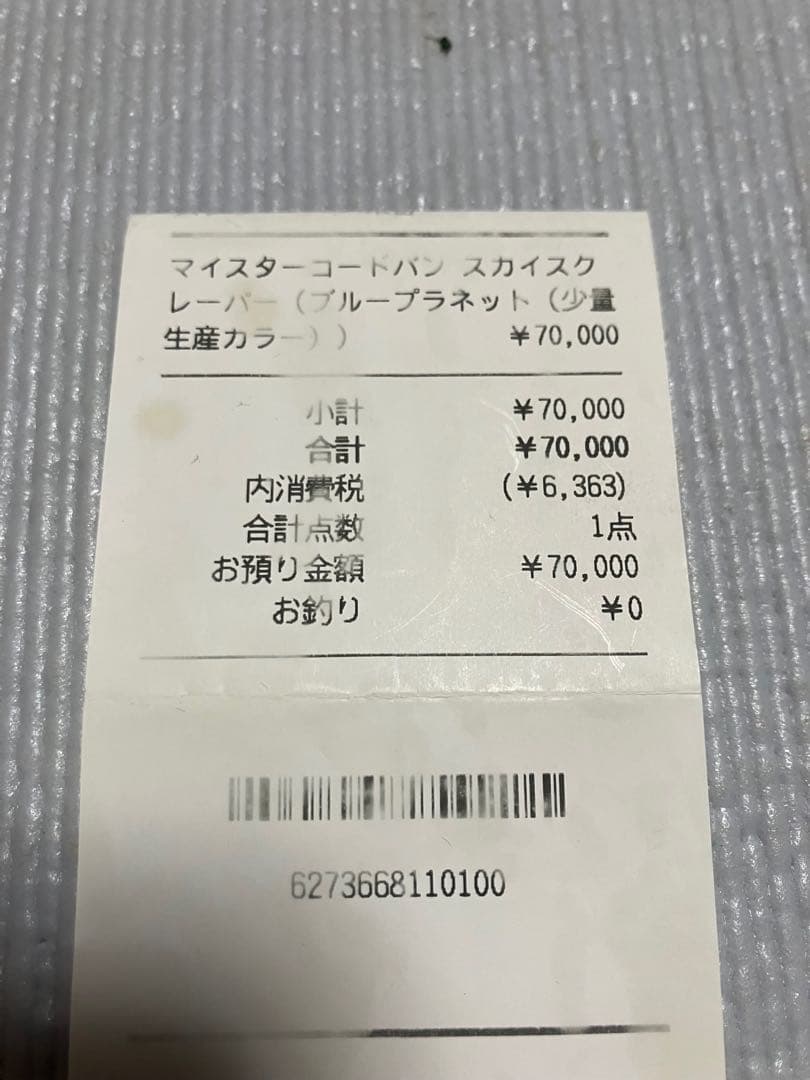 マイスターコードバン スカイスク
レーパー（ブループラネット（少量
生産カラー））　¥70,000
小計　¥70,000
合計　¥70,000
内消費税　(¥6,363)
合計点数　1点
お預り金額　¥70,000
お釣り　¥0
6273668110100